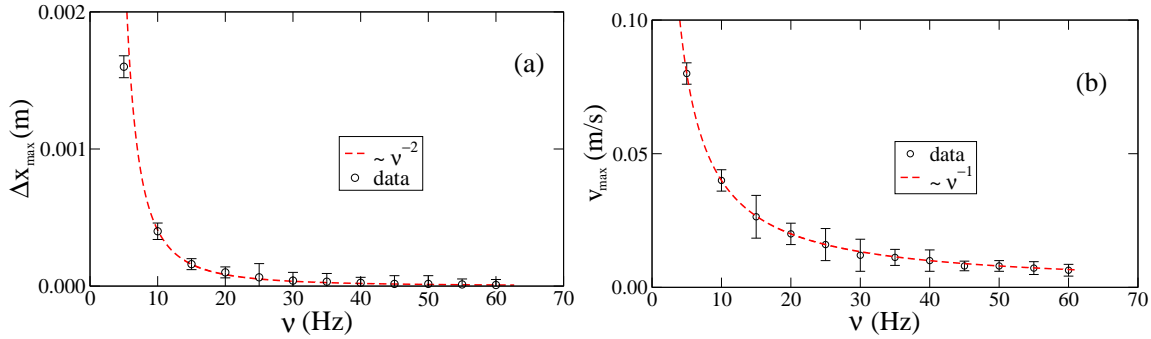 0.002
(a)
Δx_max (m)
0.001
~ ν⁻²
data
0.000
0 10 20 30 40 50 60 70
ν (Hz)
0.10
(b)
v_max (m/s)
0.05
data
~ ν⁻¹
0.00
0 10 20 30 40 50 60 70
ν (Hz)